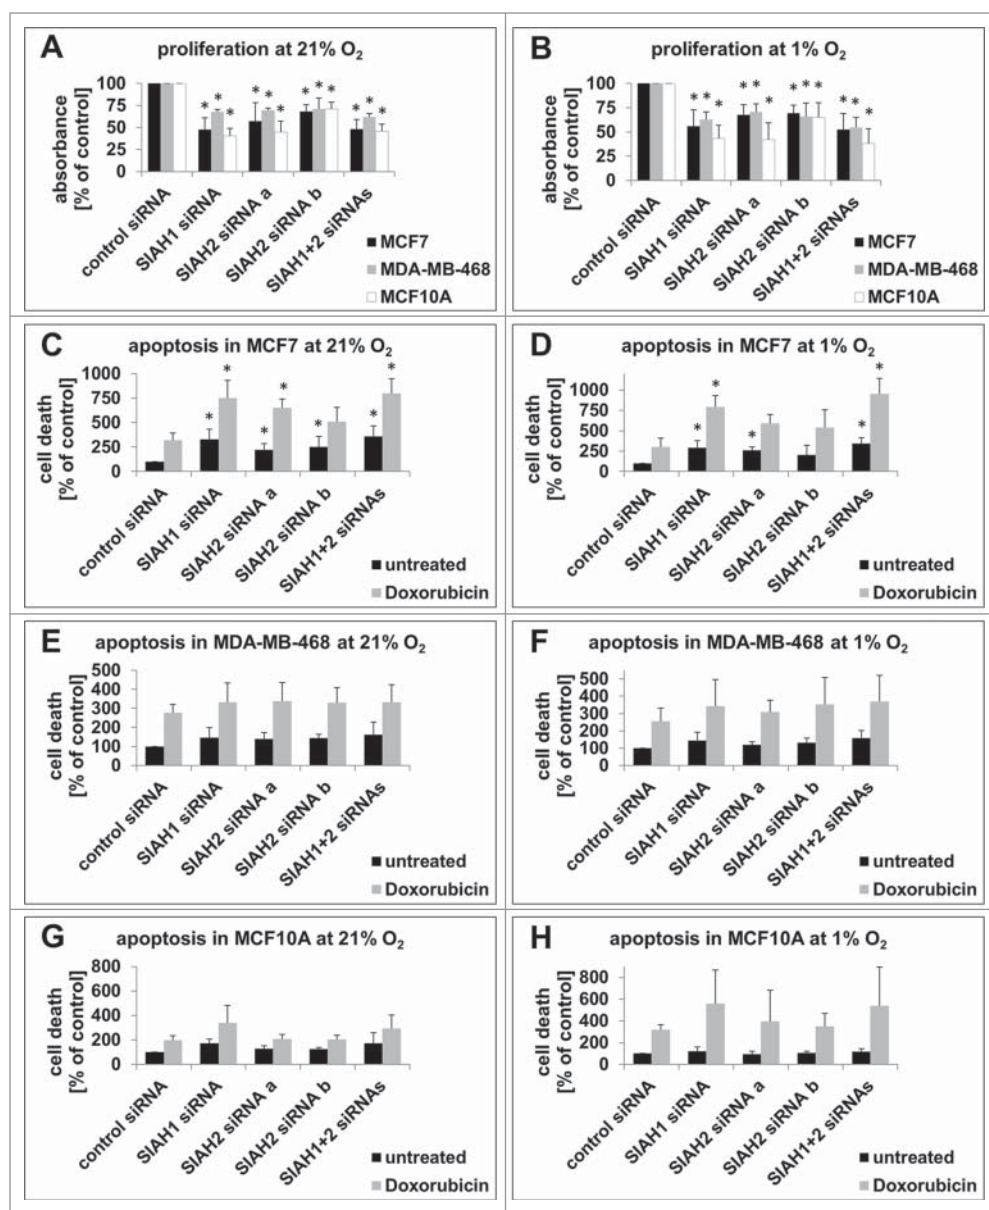 A proliferation at 21% O₂
absorbance
[% of control]
100
75
50
25
0
control siRNA
SIAH1 siRNA
SIAH2 siRNA a
SIAH2 siRNA b
SIAH1+2 siRNAs
* * * * * * * * * * * *
MCF7
MDA-MB-468
MCF10A
B proliferation at 1% O₂
absorbance
[% of control]
100
75
50
25
0
control siRNA
SIAH1 siRNA
SIAH2 siRNA a
SIAH2 siRNA b
SIAH1+2 siRNAs
* * * * * * * * * * * *
MCF7
MDA-MB-468
MCF10A
C apoptosis in MCF7 at 21% O₂
cell death
[% of control]
1000
750
500
250
0
control siRNA
SIAH1 siRNA
SIAH2 siRNA a
SIAH2 siRNA b
SIAH1+2 siRNAs
* * * * * * *
untreated
Doxorubicin
D apoptosis in MCF7 at 1% O₂
cell death
[% of control]
1000
750
500
250
0
control siRNA
SIAH1 siRNA
SIAH2 siRNA a
SIAH2 siRNA b
SIAH1+2 siRNAs
* * * * *
untreated
Doxorubicin
E apoptosis in MDA-MB-468 at 21% O₂
cell death
[% of control]
500
400
300
200
100
0
control siRNA
SIAH1 siRNA
SIAH2 siRNA a
SIAH2 siRNA b
SIAH1+2 siRNAs
untreated
Doxorubicin
F apoptosis in MDA-MB-468 at 1% O₂
cell death
[% of control]
500
400
300
200
100
0
control siRNA
SIAH1 siRNA
SIAH2 siRNA a
SIAH2 siRNA b
SIAH1+2 siRNAs
untreated
Doxorubicin
G apoptosis in MCF10A at 21% O₂
cell death
[% of control]
800
600
400
200
0
control siRNA
SIAH1 siRNA
SIAH2 siRNA a
SIAH2 siRNA b
SIAH1+2 siRNAs
untreated
Doxorubicin
H apoptosis in MCF10A at 1% O₂
cell death
[% of control]
800
600
400
200
0
control siRNA
SIAH1 siRNA
SIAH2 siRNA a
SIAH2 siRNA b
SIAH1+2 siRNAs
untreated
Doxorubicin